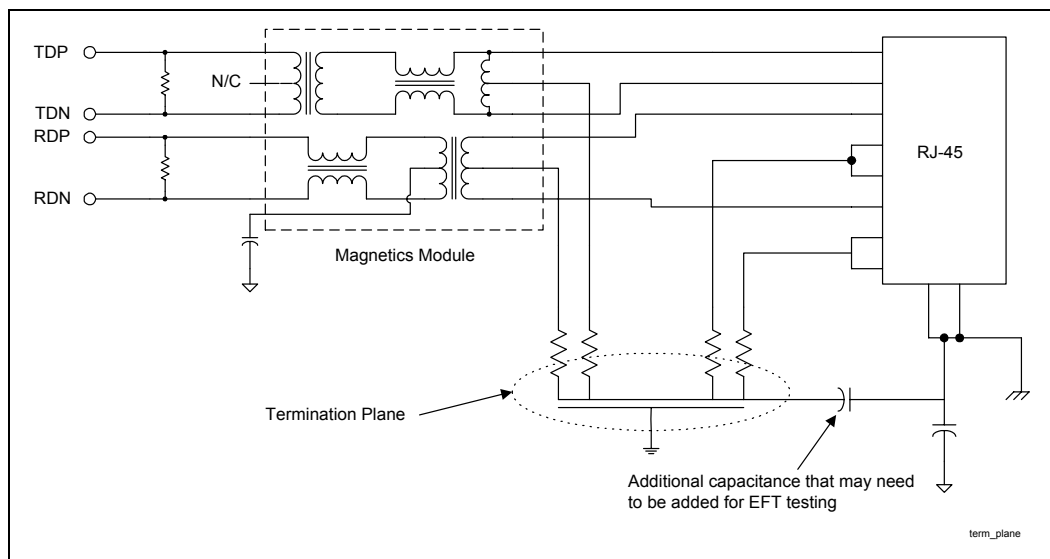 TDP
N/C
TDN
RDP
RJ-45
RDN
Magnetics Module
Termination Plane
Additional capacitance that may need
to be added for EFT testing
term_plane